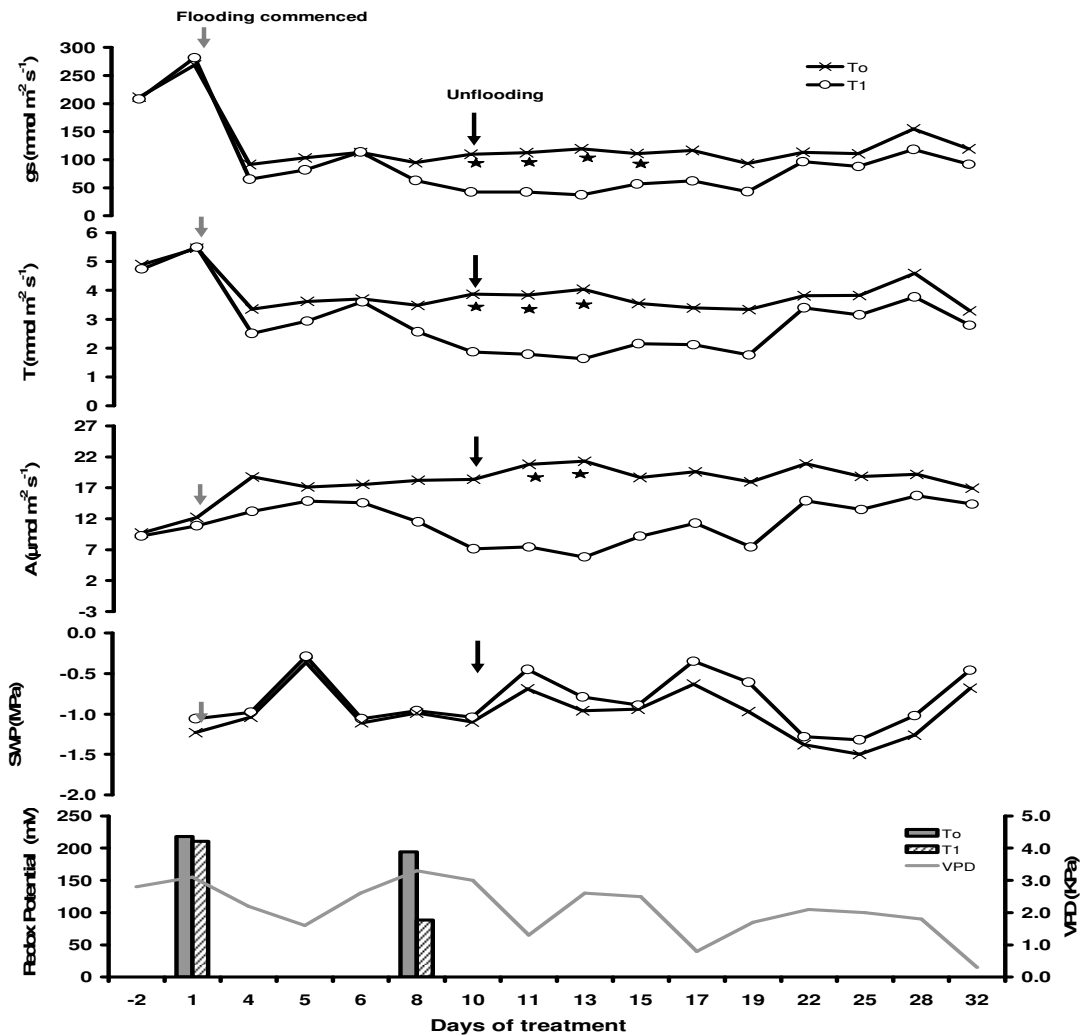 Flooding commenced
300
250
200
150
100
50
0
gs (mmol m-2 s-1)
Unflooding
To
T1
6
5
4
3
2
1
0
T (mmol m-2 s-1)
27
22
17
12
7
2
-3
A (µmol m-2 s-1)
0.0
-0.5
-1.0
-1.5
-2.0
SWP (MPa)
250
200
150
100
50
0
Redox Potential (mV)
To
T1
VPD
5.0
4.0
3.0
2.0
1.0
0.0
VPD (KPa)
-2 1 4 5 6 8 10 11 13 15 17 19 22 25 28 32
Days of treatment